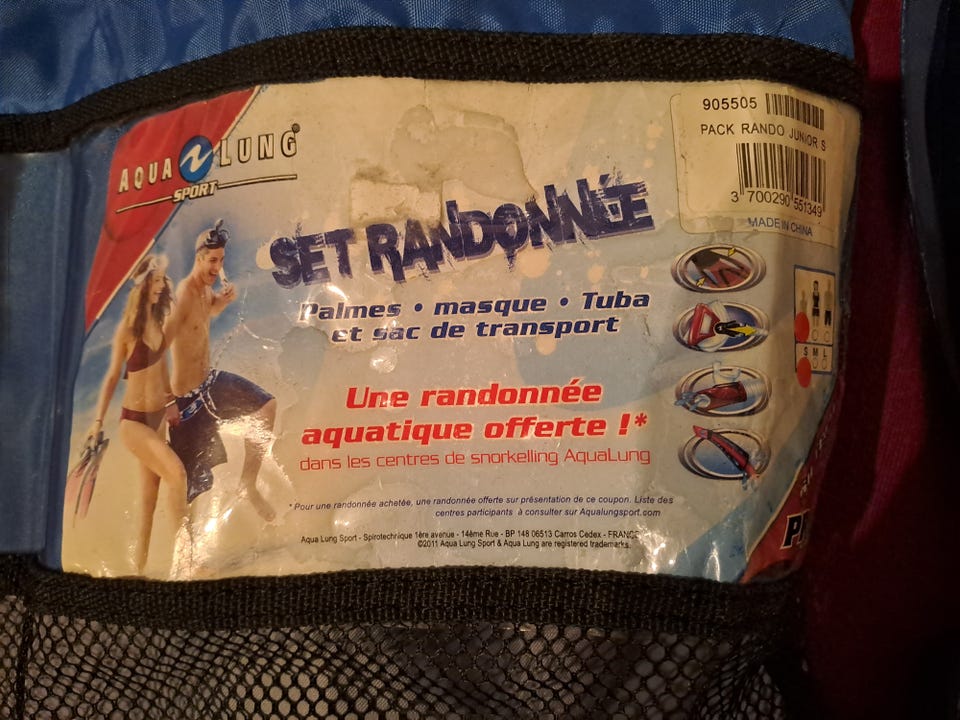 AQUA LUNG®
SPORT
905505
PACK RANDO JUNIOR S
3 700290 551349
MADE IN CHINA
SET RANDONNÉE
Palmes • masque • Tuba
et sac de transport
S M L
Une randonnée
aquatique offerte !*
dans les centres de snorkelling AquaLung
* Pour une randonnée achetée, une randonnée offerte sur présentation de ce coupon. Liste des
centres participants à consulter sur Aqualungsport.com
Aqua Lung Sport - Spirotechnique 1ère avenue - 14ème Rue - BP 148 06513 Carros Cedex - FRANCE
©2011 Aqua Lung Sport & Aqua Lung are registered trademarks.